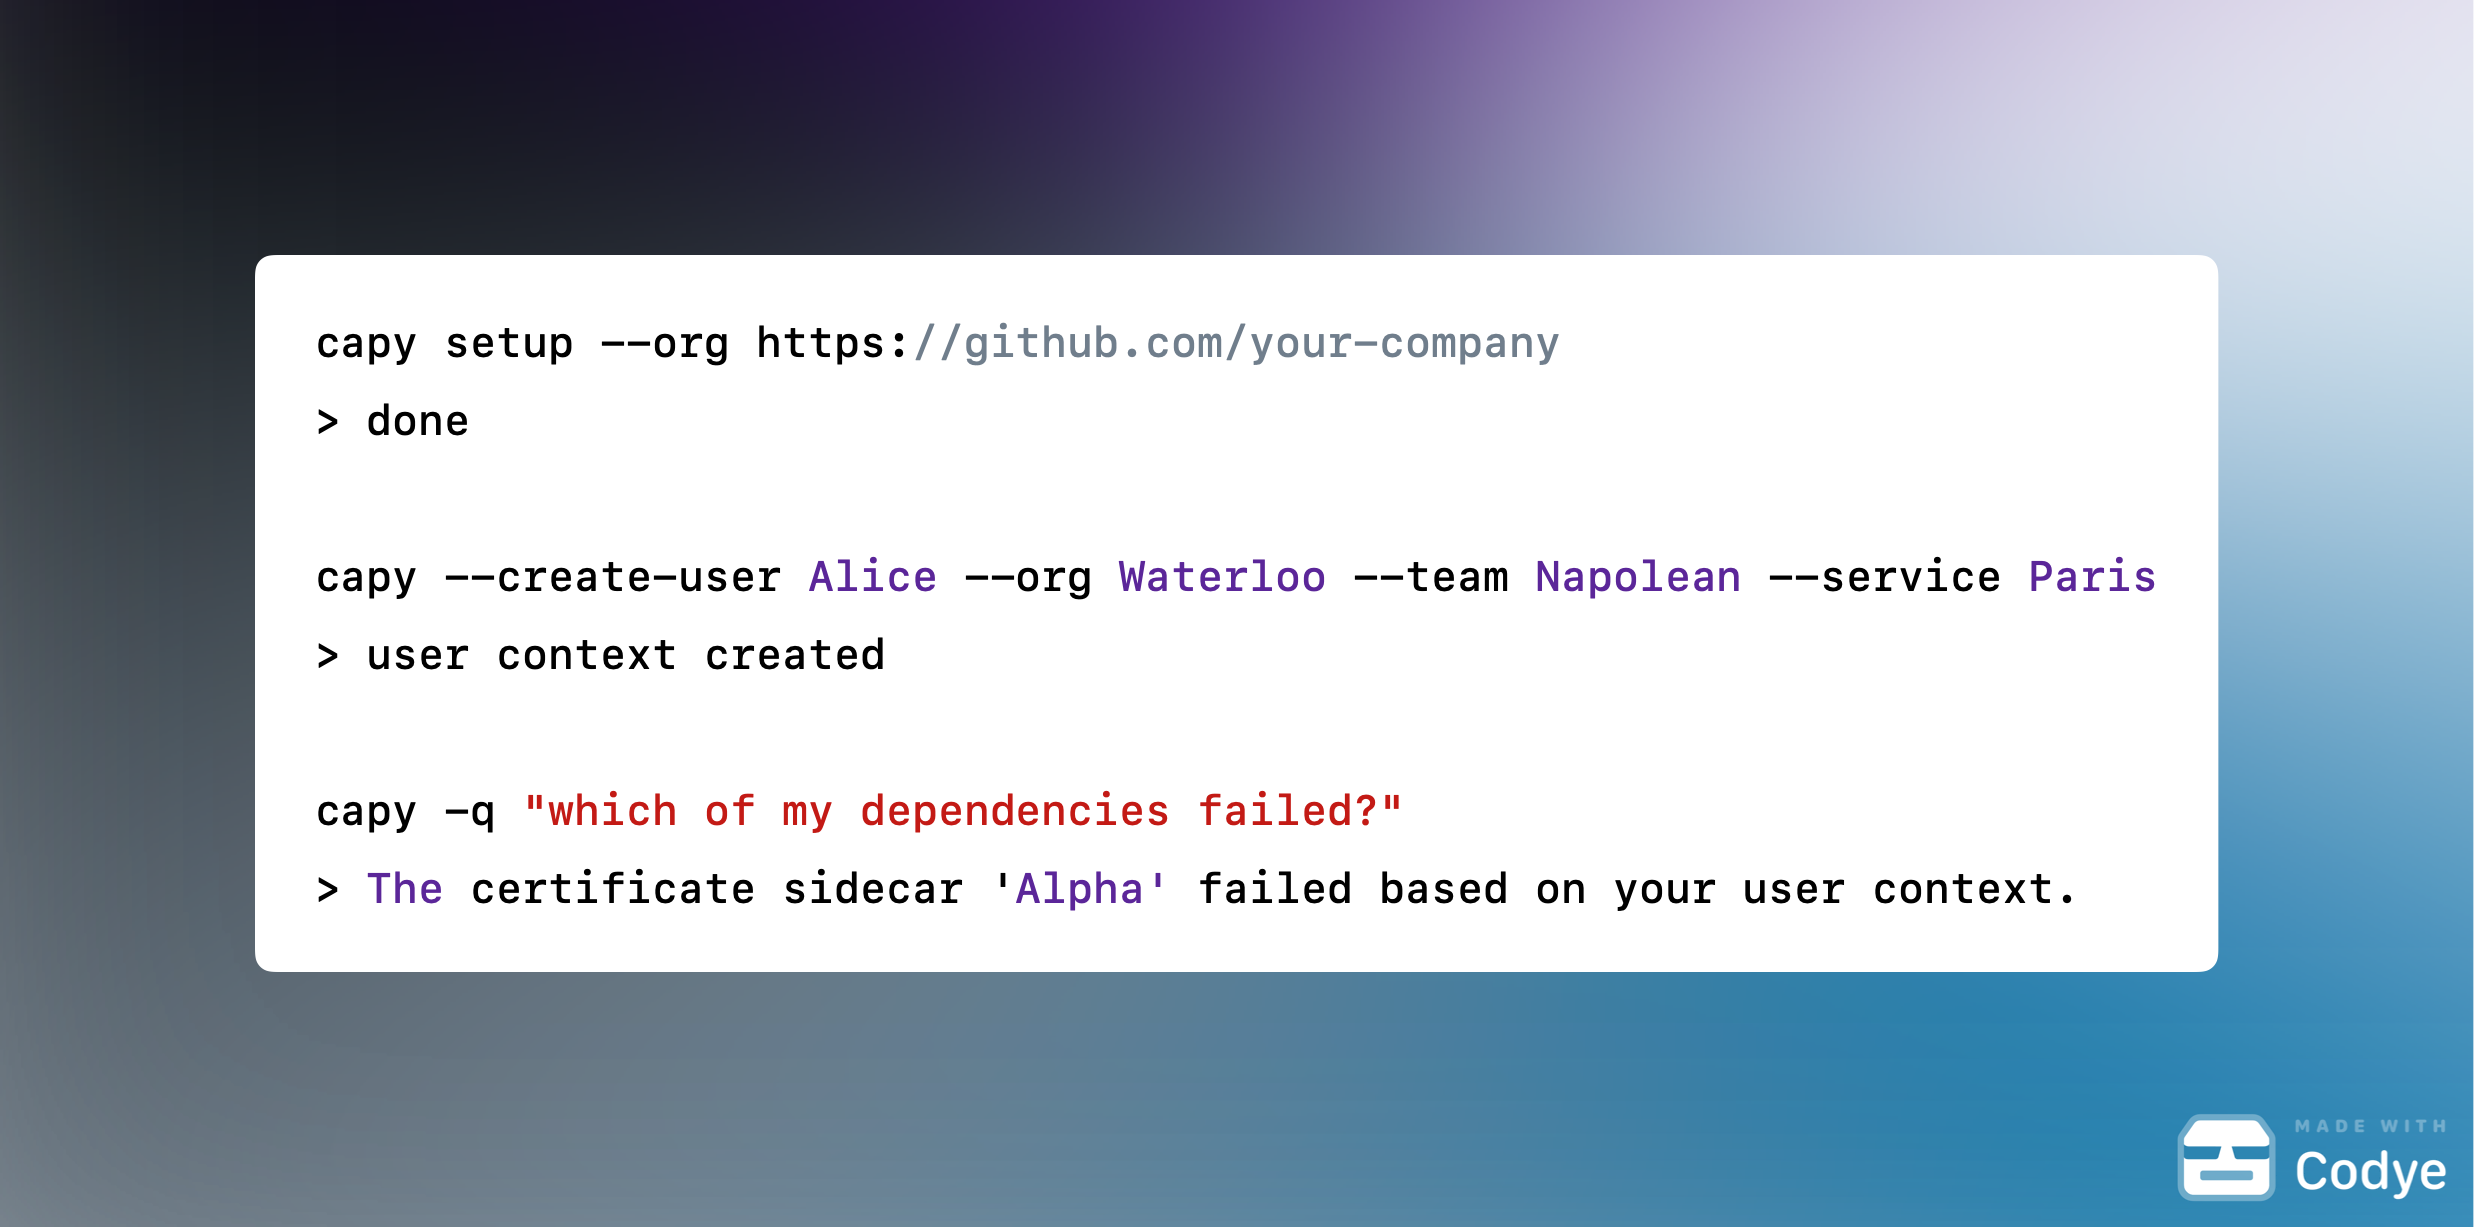 capy setup --org https://github.com/your-company
> done
capy --create-user Alice --org Waterloo --team Napolean --service Paris
> user context created
capy -q "which of my dependencies failed?"
> The certificate sidecar 'Alpha' failed based on your user context.
MADE WITH
Codye